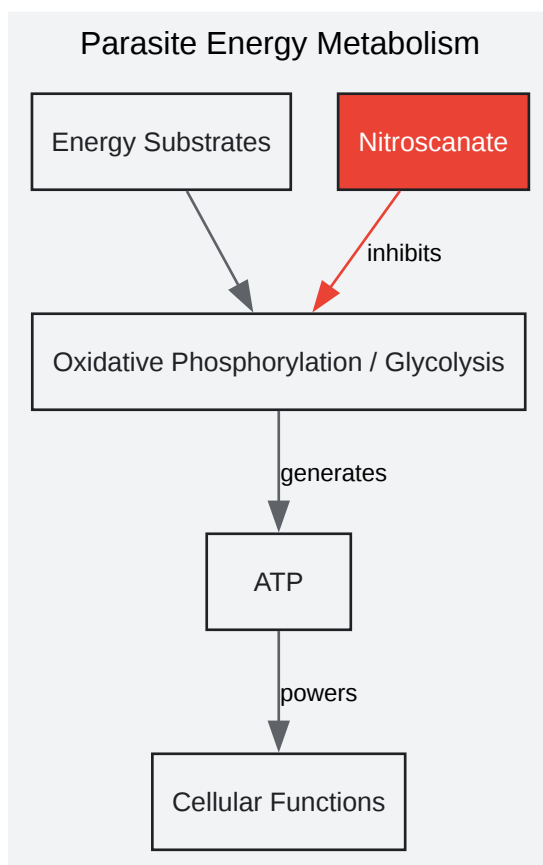 Parasite Energy Metabolism
Energy Substrates
Nitroscanate
inhibits
Oxidative Phosphorylation / Glycolysis
generates
ATP
powers
Cellular Functions